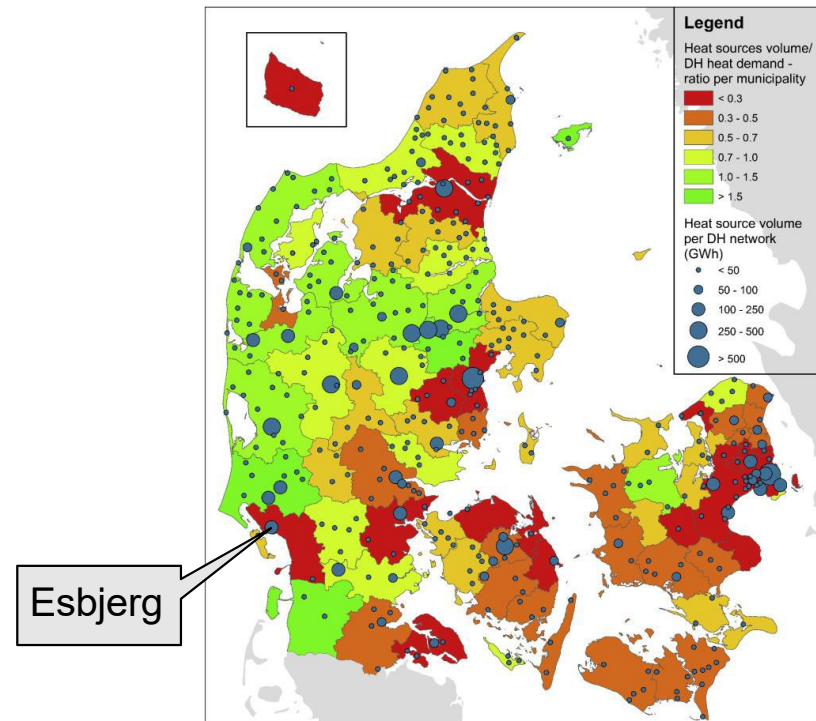 Legend
Heat sources volume/
DH heat demand -
ratio per municipality
< 0.3
0.3 - 0.5
0.5 - 0.7
0.7 - 1.0
1.0 - 1.5
> 1.5
Heat source volume
per DH network
(GWh)
< 50
50 - 100
100 - 250
250 - 500
> 500
Esbjerg